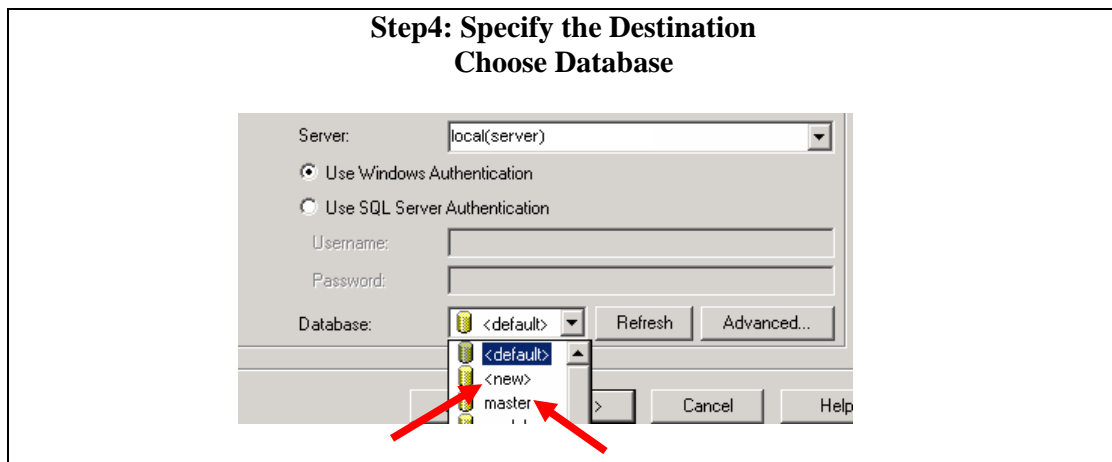 Step4: Specify the Destination
Choose Database
Server: local(server)
Use Windows Authentication
Use SQL Server Authentication
Username:
Password:
Database: <default> Refresh Advanced...
<default>
<new>
master
> Cancel Help